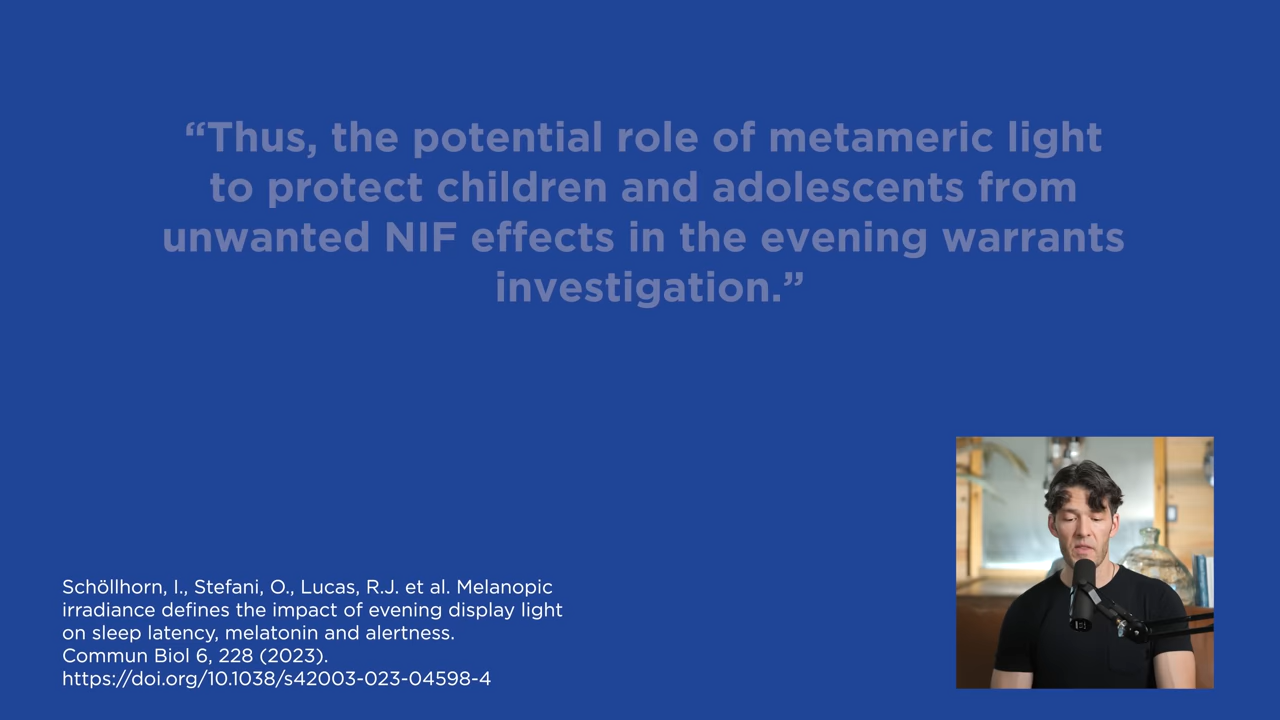 “Thus, the potential role of metameric light
to protect children and adolescents from
unwanted NIF effects in the evening warrants
investigation.”
Schöllhorn, I., Stefani, O., Lucas, R.J. et al. Melanopic
irradiance defines the impact of evening display light
on sleep latency, melatonin and alertness.
Commun Biol 6, 228 (2023).
https://doi.org/10.1038/s42003-023-04598-4